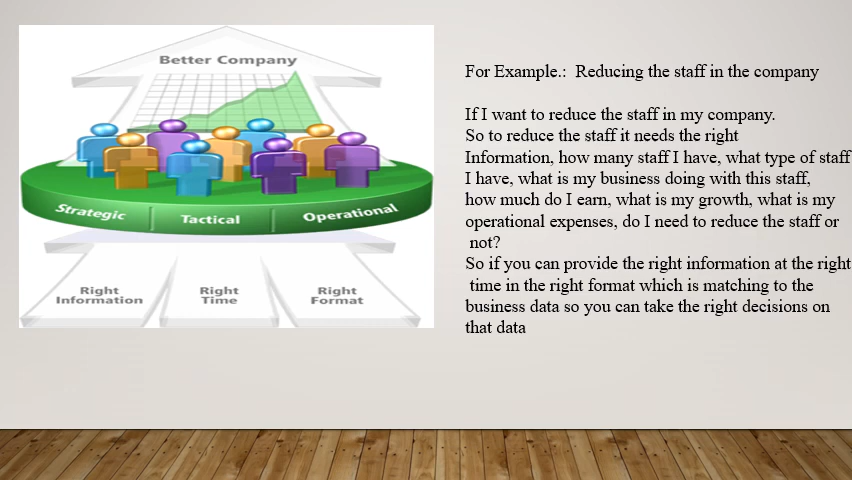 Better Company
Strategic
Tactical
Operational
Right
Information
Right
Time
Right
Format
For Example.: Reducing the staff in the company
If I want to reduce the staff in my company.
So to reduce the staff it needs the right
Information, how many staff I have, what type of staff
I have, what is my business doing with this staff,
how much do I earn, what is my growth, what is my
operational expenses, do I need to reduce the staff or
not?
So if you can provide the right information at the right
time in the right format which is matching to the
business data so you can take the right decisions on
that data